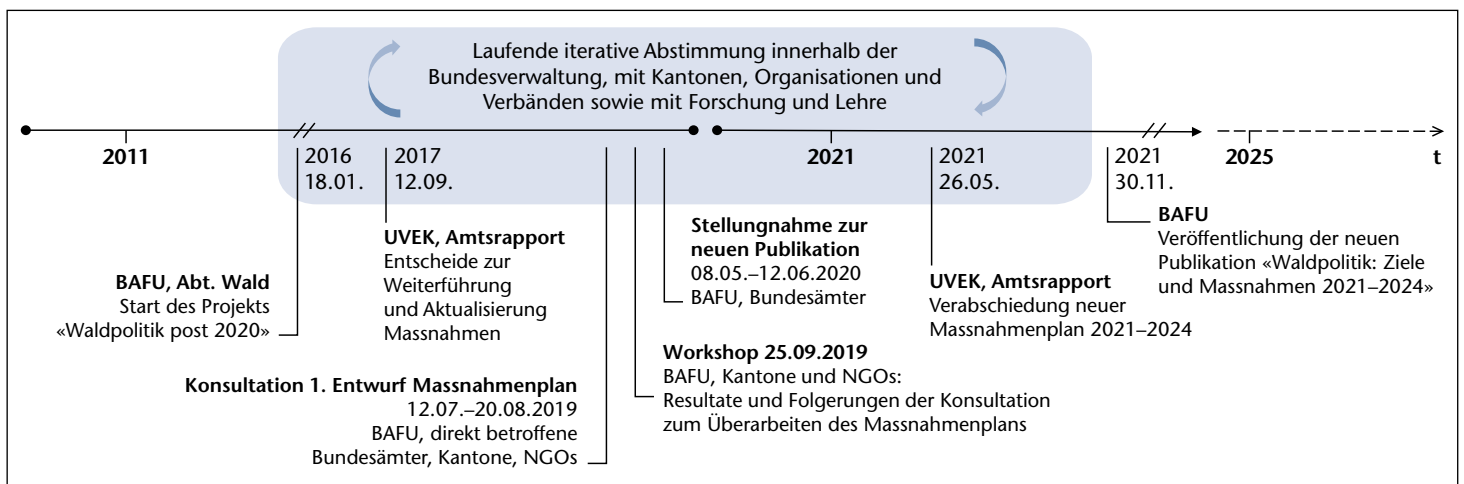 Laufende iterative Abstimmung innerhalb der
Bundesverwaltung, mit Kantonen, Organisationen und
Verbänden sowie mit Forschung und Lehre
2011
2016
18.01.
2017
12.09.
2021
2021
26.05.
2021
30.11.
2025
t
BAFU, Abt. Wald
Start des Projekts
«Waldpolitik post 2020»
UVEK, Amtsrapport
Entscheide zur
Weiterführung
und Aktualisierung
Massnahmen
Konsultation 1. Entwurf Massnahmenplan
12.07.–20.08.2019
BAFU, direkt betroffene
Bundesämter, Kantone, NGOs
Workshop 25.09.2019
BAFU, Kantone und NGOs:
Resultate und Folgerungen der Konsultation
zum Überarbeiten des Massnahmenplans
Stellungnahme zur
neuen Publikation
08.05.–12.06.2020
BAFU, Bundesämter
UVEK, Amtsrapport
Verabschiedung neuer
Massnahmenplan 2021–2024
BAFU
Veröffentlichung der neuen
Publikation «Waldpolitik: Ziele
und Massnahmen 2021–2024»